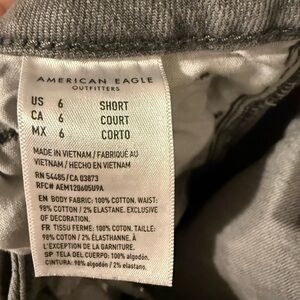 AMERICAN EAGLE
OUTFITTERS
US 6 SHORT
CA 6 COURT
MX 6 CORTO
MADE IN VIETNAM / FABRIQUÉ AU
VIETNAM / HECHO EN VIETNAM
RN 54485 / CA 03873
RFC# AEM120605U9A
EN BODY FABRIC: 100% COTTON. WAIST:
98% COTTON / 2% ELASTANE. EXCLUSIVE
OF DECORATION.
FR TISSU FERME: 100% COTON. TAILLE:
98% COTON / 2% ÉLASTHANNE. À
L'EXCEPTION DE LA GARNITURE.
SP TELA DEL CUERPO: 100% algodón.
CINTURA: 98% algodón / 2% elastano.